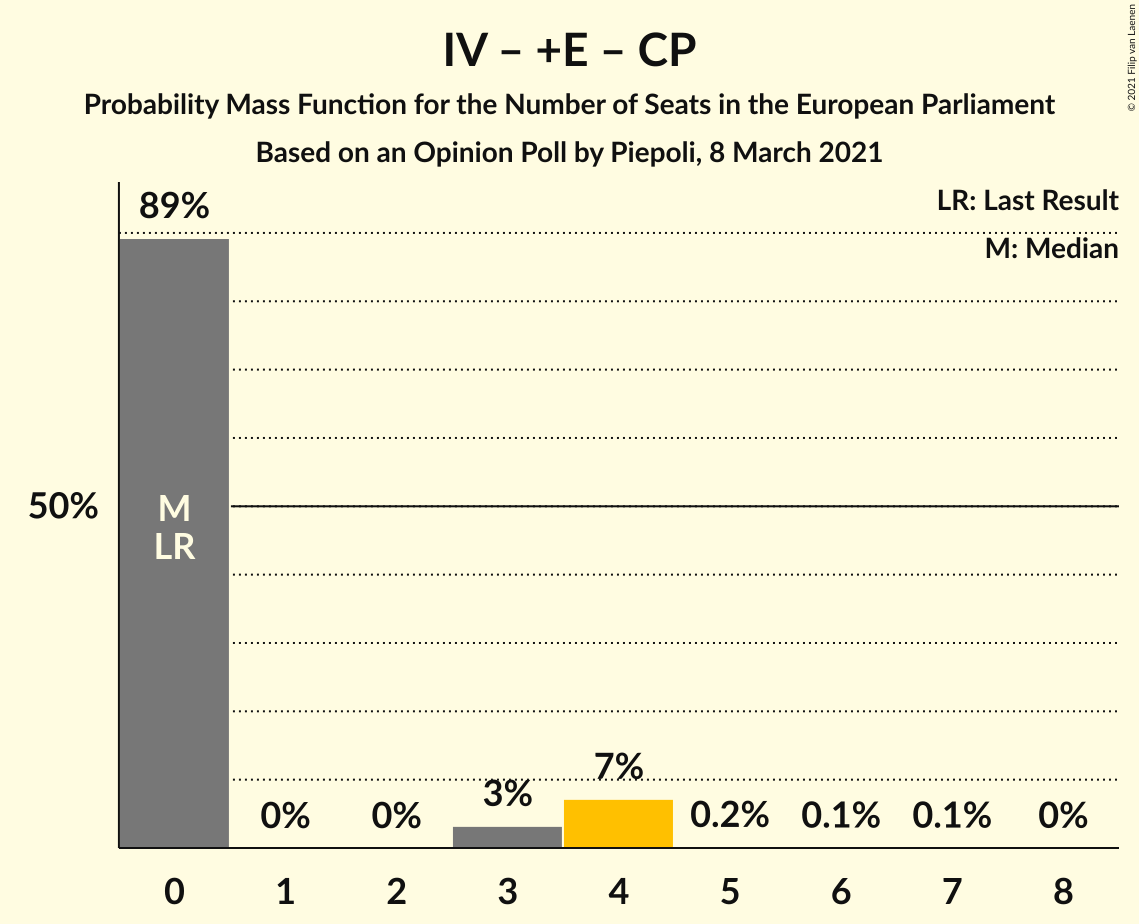 IV – +E – CP
Probability Mass Function for the Number of Seats in the European Parliament
Based on an Opinion Poll by Piepoli, 8 March 2021
© 2021 Filip van Laenen
LR: Last Result
M: Median
89%
50%
M
LR
0%
0%
3%
7%
0.2%
0.1%
0.1%
0%
0 1 2 3 4 5 6 7 8